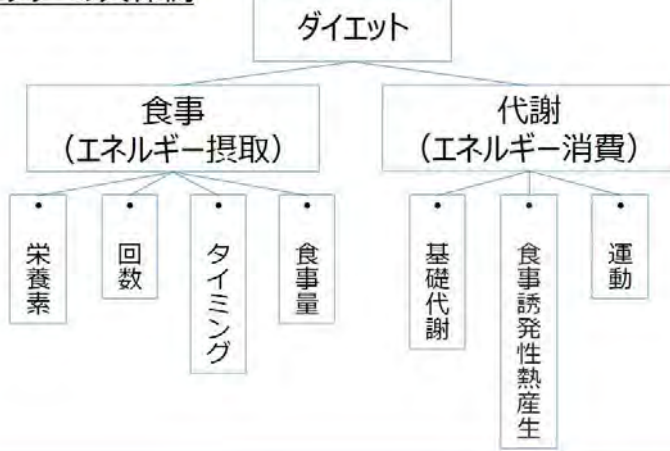 ダイエット
食事
（エネルギー摂取）
代謝
（エネルギー消費）
• 栄養素
• 回数
• タイミング
• 食事量
• 基礎代謝
• 食事誘発性熱産生
• 運動